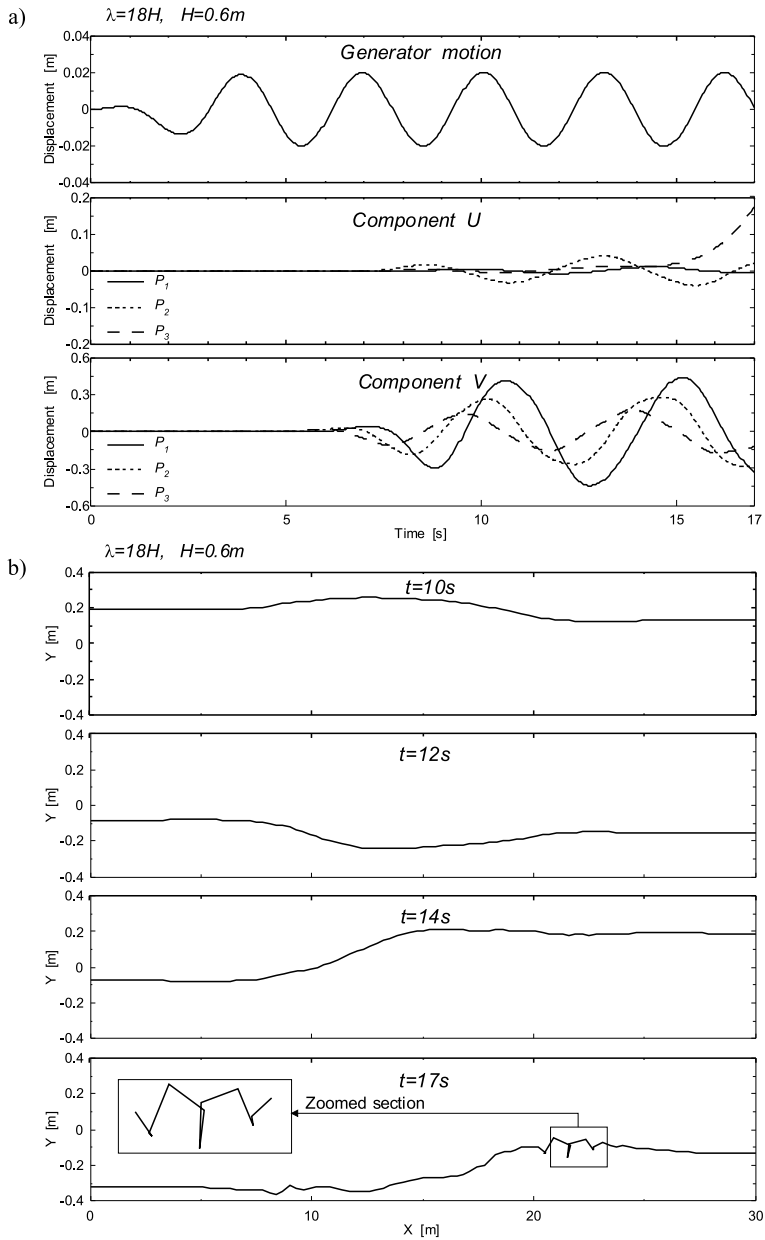 a)
λ=18H, H=0.6m
Generator motion
Displacement [m]
0.04
0.02
0
-0.02
-0.04
Component U
Displacement [m]
0.2
0.1
0
-0.1
-0.2
P1
P2
P3
Component V
Displacement [m]
0.6
0.3
0
-0.3
-0.6
P1
P2
P3
0 5 10 15 17
Time [s]
b)
λ=18H, H=0.6m
t=10s
Y [m]
0.4
0.2
0
-0.2
-0.4
t=12s
Y [m]
0.4
0.2
0
-0.2
-0.4
t=14s
Y [m]
0.4
0.2
0
-0.2
-0.4
t=17s
Zoomed section
Y [m]
0.4
0.2
0
-0.2
-0.4
0 10 20 30
X [m]